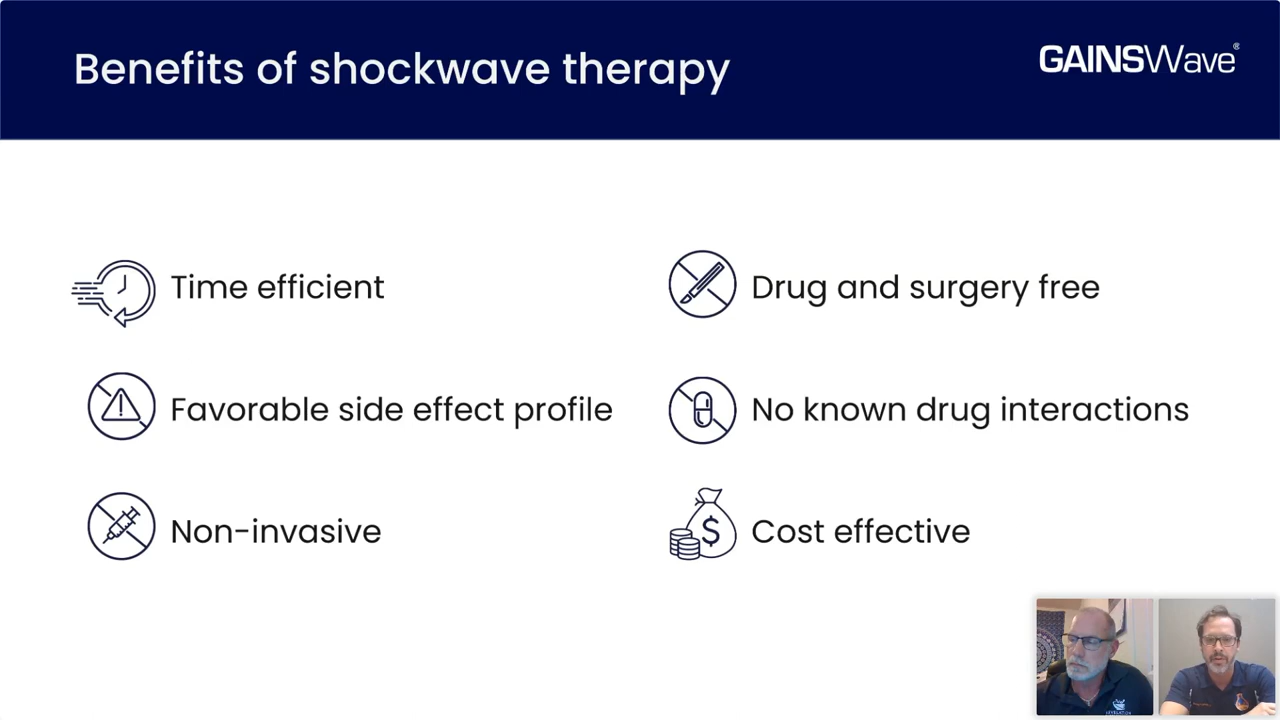 Benefits of shockwave therapy
GAINSWave®
Time efficient
Drug and surgery free
Favorable side effect profile
No known drug interactions
Non-invasive
$
Cost effective